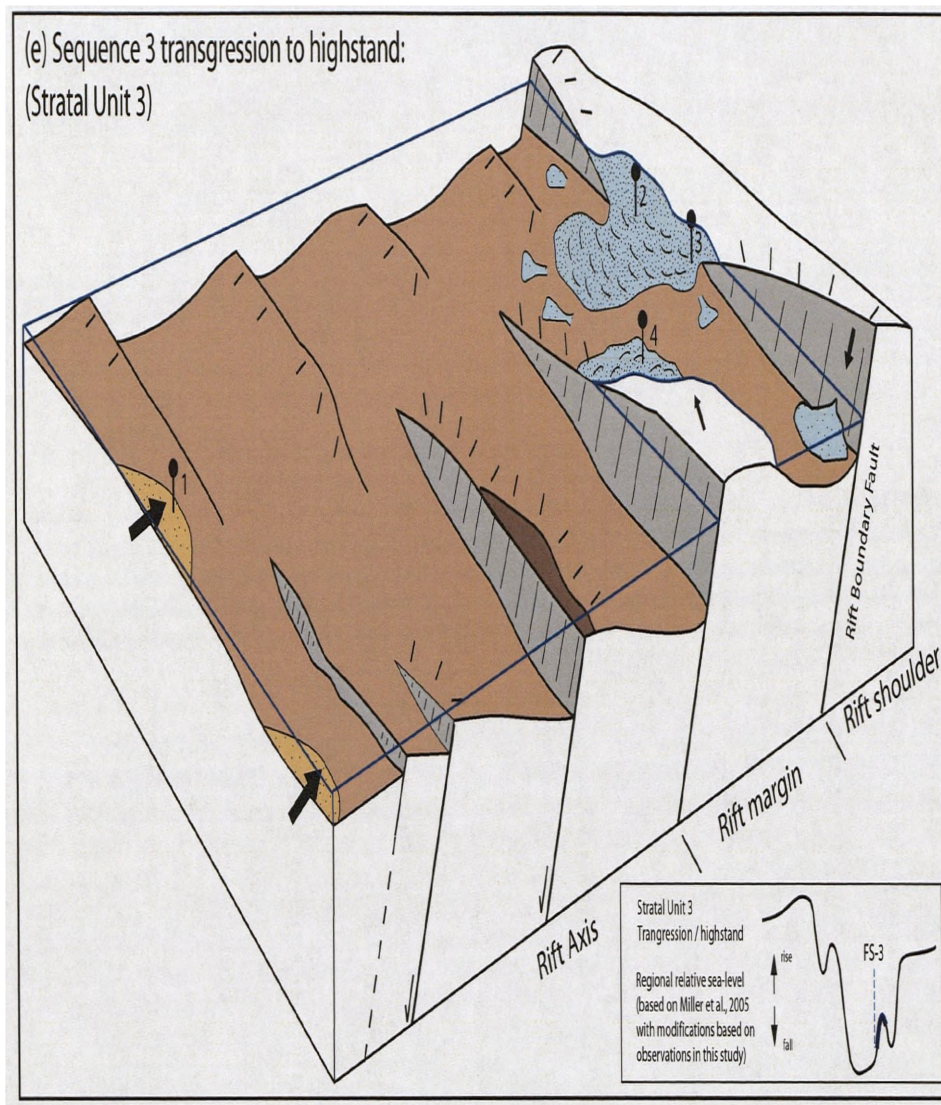 (e) Sequence 3 transgression to highstand:
(Stratal Unit 3)
2
3
4
1
Rift Boundary Fault
Rift shoulder
Rift margin
Rift Axis
Stratal Unit 3
Trangression / highstand
FS-3
rise
Regional relative sea-level
(based on Miller et al., 2005
with modifications based on
observations in this study)
fall